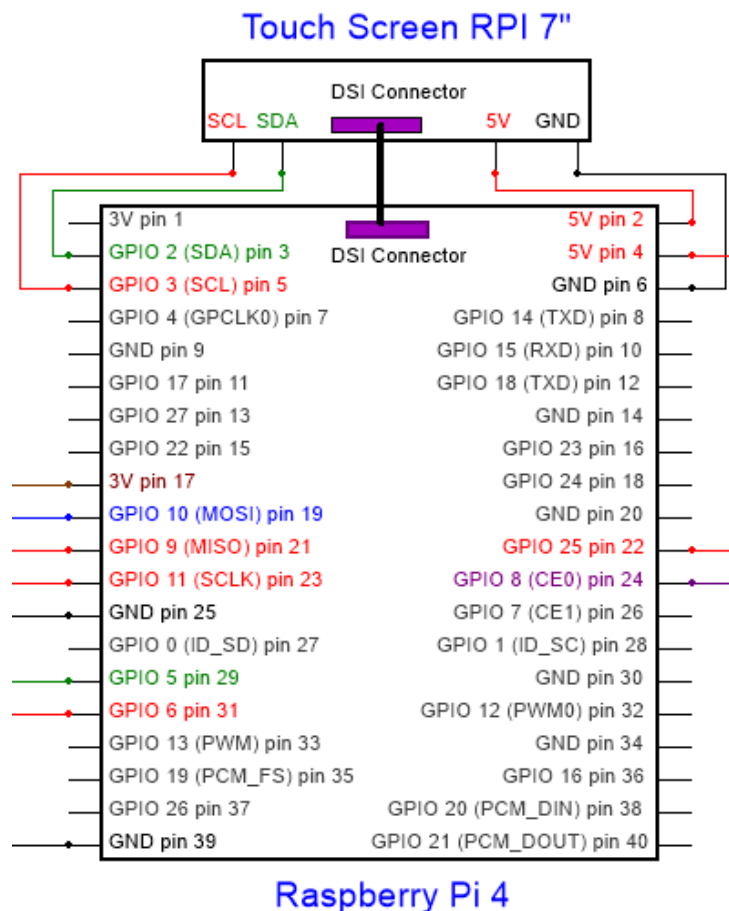 Touch Screen RPI 7"
DSI Connector
SCL SDA 5V GND
3V pin 1 5V pin 2
GPIO 2 (SDA) pin 3 DSI Connector 5V pin 4
GPIO 3 (SCL) pin 5 GND pin 6
GPIO 4 (GPCLK0) pin 7 GPIO 14 (TXD) pin 8
GND pin 9 GPIO 15 (RXD) pin 10
GPIO 17 pin 11 GPIO 18 (TXD) pin 12
GPIO 27 pin 13 GND pin 14
GPIO 22 pin 15 GPIO 23 pin 16
3V pin 17 GPIO 24 pin 18
GPIO 10 (MOSI) pin 19 GND pin 20
GPIO 9 (MISO) pin 21 GPIO 25 pin 22
GPIO 11 (SCLK) pin 23 GPIO 8 (CE0) pin 24
GND pin 25 GPIO 7 (CE1) pin 26
GPIO 0 (ID_SD) pin 27 GPIO 1 (ID_SC) pin 28
GPIO 5 pin 29 GND pin 30
GPIO 6 pin 31 GPIO 12 (PWM0) pin 32
GPIO 13 (PWM) pin 33 GND pin 34
GPIO 19 (PCM_FS) pin 35 GPIO 16 pin 36
GPIO 26 pin 37 GPIO 20 (PCM_DIN) pin 38
GND pin 39 GPIO 21 (PCM_DOUT) pin 40
Raspberry Pi 4